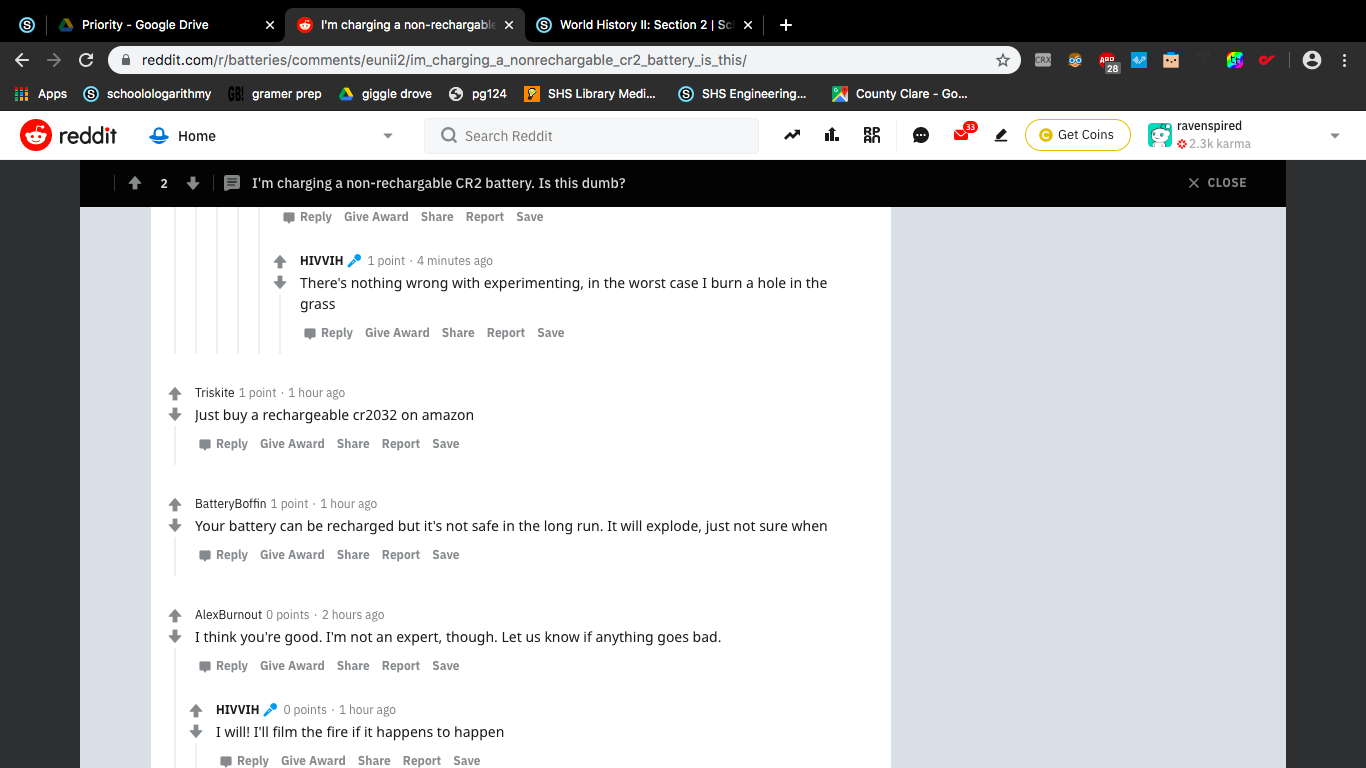 Priority - Google Drive
I'm charging a non-rechargable
World History II: Section 2 | Sc
reddit.com/r/batteries/comments/eunii2/im_charging_a_nonrechargable_cr2_battery_is_this/
CRX
ABP
28
Apps
schoolologarithmy
GB!
gramer prep
giggle drove
pg124
SHS Library Medi...
SHS Engineering...
County Clare - Go...
reddit
Home
Search Reddit
33
Get Coins
ravenspired
2.3k karma
2
I'm charging a non-rechargable CR2 battery. Is this dumb?
CLOSE
Reply Give Award Share Report Save
HIVVIH 1 point · 4 minutes ago
There's nothing wrong with experimenting, in the worst case I burn a hole in the
grass
Reply Give Award Share Report Save
Triskite 1 point · 1 hour ago
Just buy a rechargeable cr2032 on amazon
Reply Give Award Share Report Save
BatteryBoffin 1 point · 1 hour ago
Your battery can be recharged but it's not safe in the long run. It will explode, just not sure when
Reply Give Award Share Report Save
AlexBurnout 0 points · 2 hours ago
I think you're good. I'm not an expert, though. Let us know if anything goes bad.
Reply Give Award Share Report Save
HIVVIH 0 points · 1 hour ago
I will! I'll film the fire if it happens to happen
Reply Give Award Share Report Save